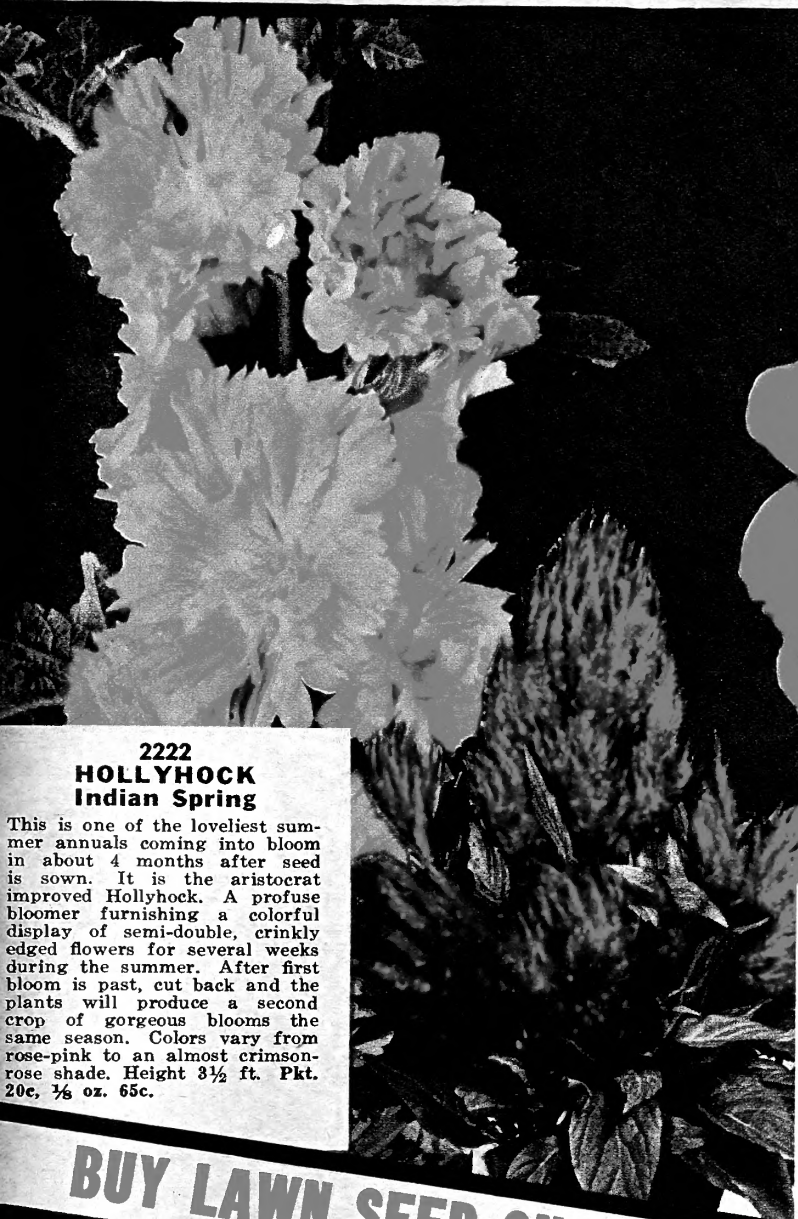 2222
HOLLYHOCK
Indian Spring
This is one of the loveliest sum-
mer annuals coming into bloom
in about 4 months after seed
is sown. It is the aristocrat
improved Hollyhock. A profuse
bloomer furnishing a colorful
display of semi-double, crinkly
edged flowers for several weeks
during the summer. After first
bloom is past, cut back and the
plants will produce a second
crop of gorgeous blooms the
same season. Colors vary from
rose-pink to an almost crimson-
rose shade. Height 3½ ft. Pkt.
20c, ⅛ oz. 65c.
BUY LAWN SEED